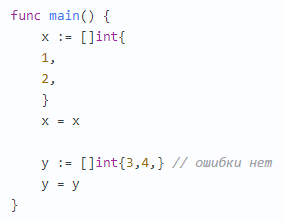 func main() {
    x := []int{
    1,
    2,
    }
    x = x

    y := []int{3,4,} // ошибки нет
    y = y
}